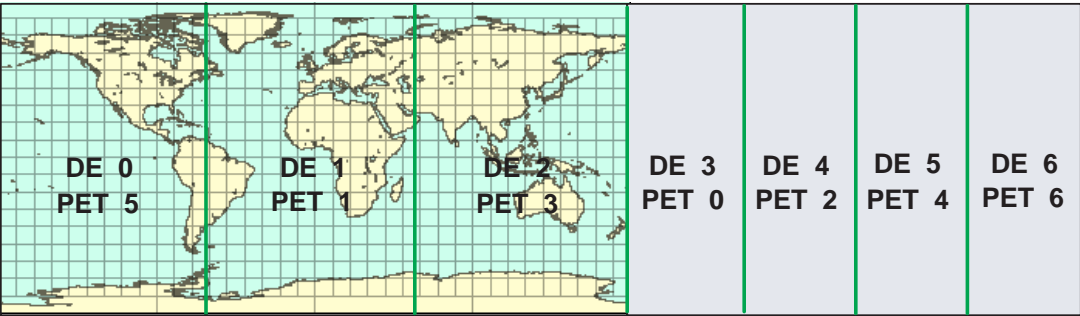 DE 0
PET 5
DE 1
PET 1
DE 2
PET 3
DE 3
PET 0
DE 4
PET 2
DE 5
PET 4
DE 6
PET 6